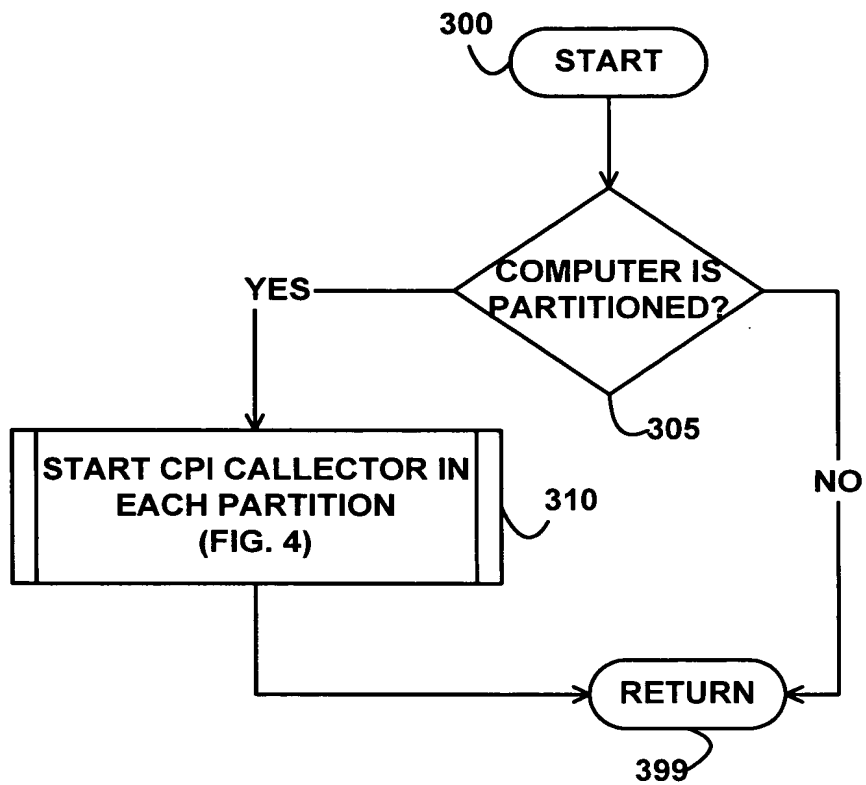 300
START
COMPUTER IS
PARTITIONED?
YES
305
START CPI CALLECTOR IN
EACH PARTITION
(FIG. 4)
310
NO
RETURN
399